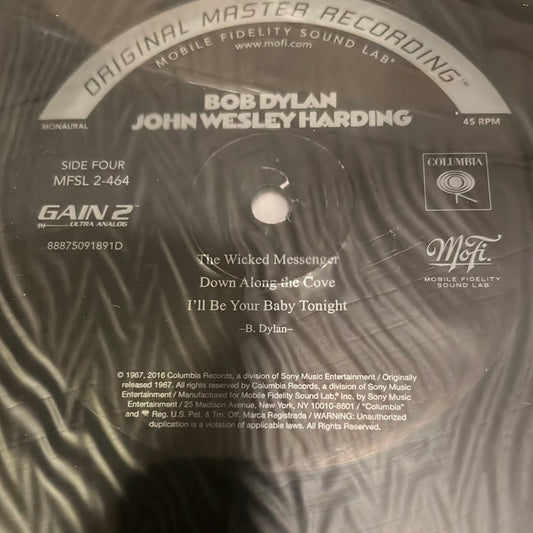 ORIGINAL MASTER RECORDING™
MOBILE FIDELITY SOUND LAB®
www.mofi.com
BOB DYLAN
JOHN WESLEY HARDING
MONAURAL
45 RPM
SIDE FOUR
MFSL 2-464
COLUMBIA
GAIN 2™
ULTRA ANALOG
88875091891D
MoFi
MOBILE FIDELITY
SOUND LAB
The Wicked Messenger
Down Along the Cove
I'll Be Your Baby Tonight
–B. Dylan–
© 1967, 2016 Columbia Records, a division of Sony Music Entertainment / Originally
released 1967. All rights reserved by Columbia Records, a division of Sony Music
Entertainment / Manufactured for Mobile Fidelity Sound Lab,® Inc. by Sony Music
Entertainment / 25 Madison Avenue, New York, NY 10010-8601 / "Columbia"
and Reg. U.S. Pat. & Tm. Off. Marca Registrada / WARNING: Unauthorized
duplication is a violation of applicable laws. All Rights Reserved.